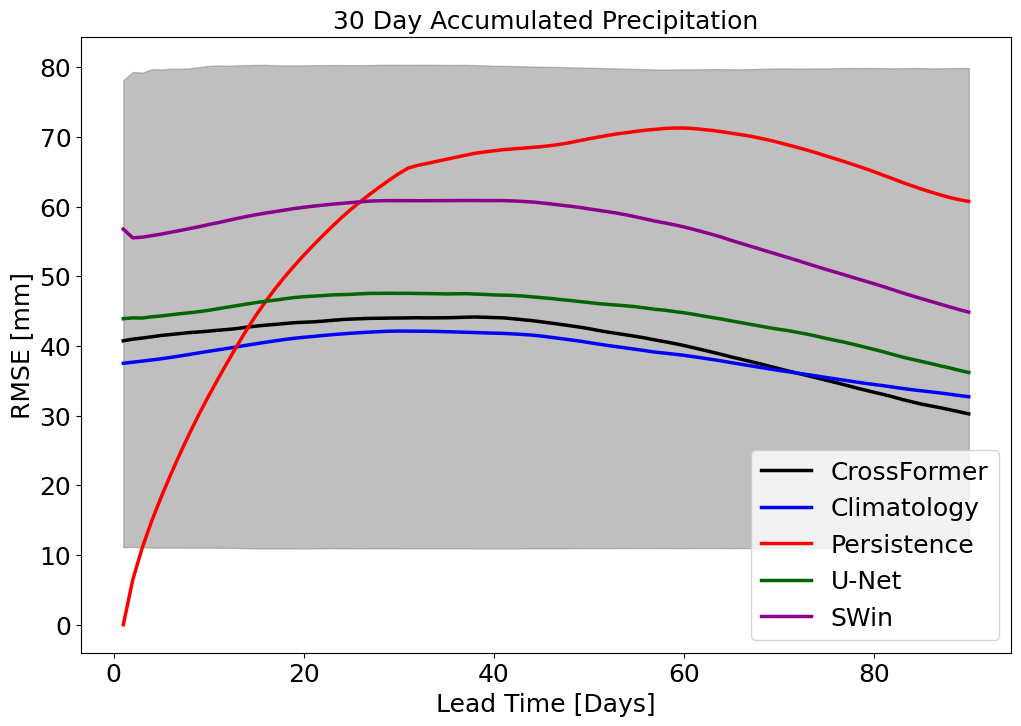 30 Day Accumulated Precipitation
80
70
60
50
40
30
20
10
0
RMSE [mm]
0 20 40 60 80
Lead Time [Days]
CrossFormer
Climatology
Persistence
U-Net
SWin